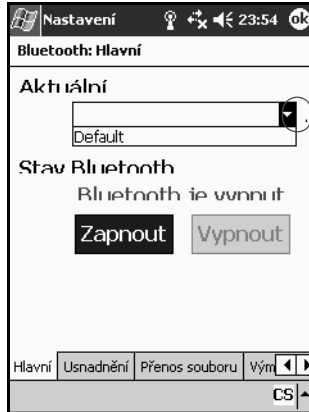 Nastavení 23:54 ok
Bluetooth: Hlavní
Aktuální
Default
Stav Bluetooth
Bluetooth je vypnut
Zapnout Vypnout
Hlavní Usnadnění Přenos souboru Vým
CS